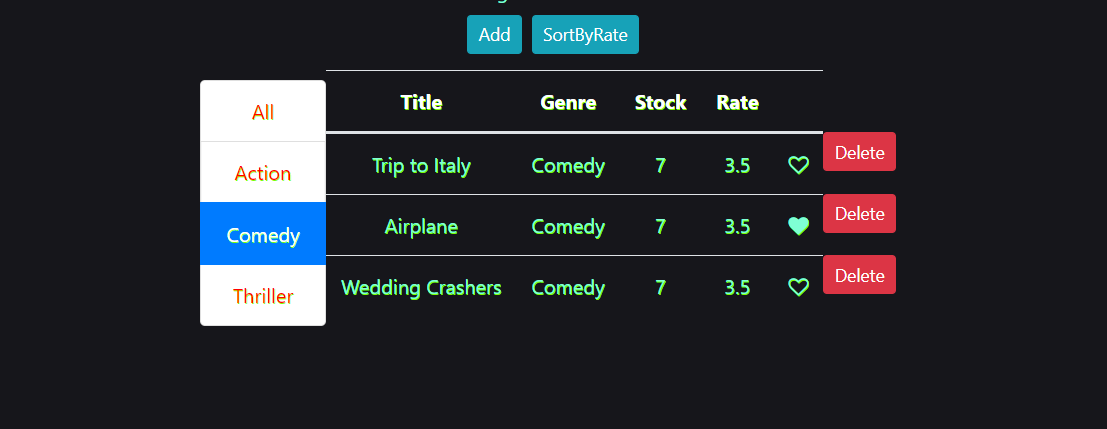 Add SortByRate
All
Action
Comedy
Thriller
Title Genre Stock Rate
Trip to Italy Comedy 7 3.5 Delete
Airplane Comedy 7 3.5 Delete
Wedding Crashers Comedy 7 3.5 Delete